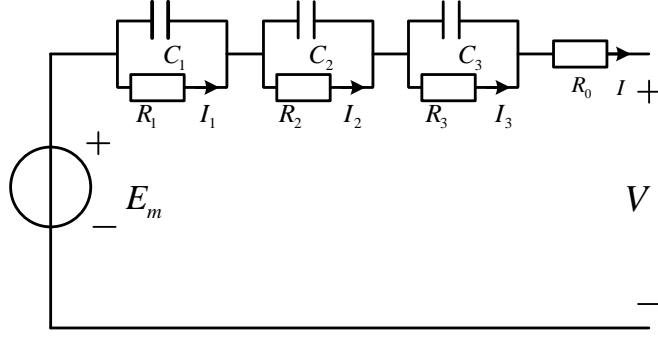 C₁ C₂ C₃
R₁ I₁ R₂ I₂ R₃ I₃ R₀ I
+
+
Eₘ V
−
−